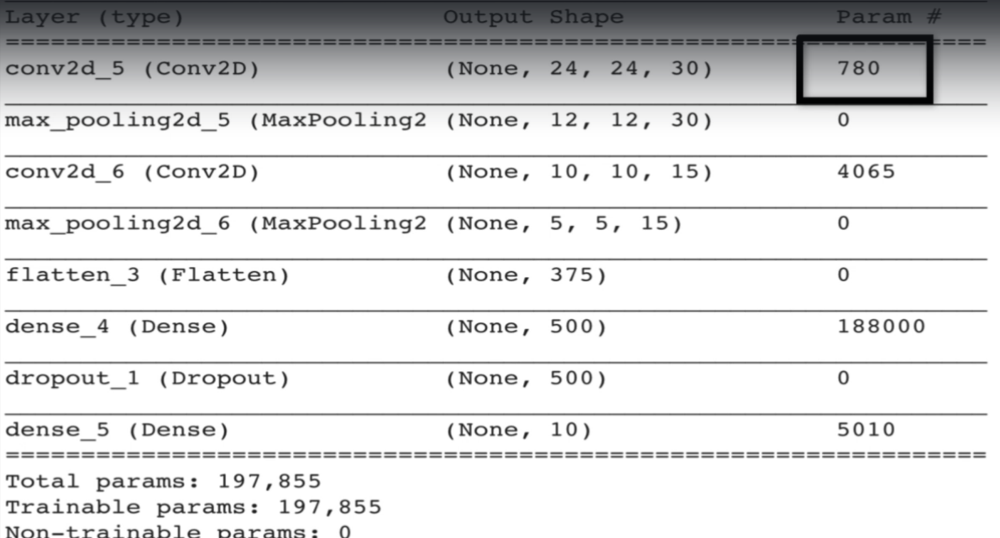 Layer (type) Output Shape Param #
=================================================================
conv2d_5 (Conv2D) (None, 24, 24, 30) 780
_________________________________________________________________
max_pooling2d_5 (MaxPooling2 (None, 12, 12, 30) 0
_________________________________________________________________
conv2d_6 (Conv2D) (None, 10, 10, 15) 4065
_________________________________________________________________
max_pooling2d_6 (MaxPooling2 (None, 5, 5, 15) 0
_________________________________________________________________
flatten_3 (Flatten) (None, 375) 0
_________________________________________________________________
dense_4 (Dense) (None, 500) 188000
_________________________________________________________________
dropout_1 (Dropout) (None, 500) 0
_________________________________________________________________
dense_5 (Dense) (None, 10) 5010
=================================================================
Total params: 197,855
Trainable params: 197,855
Non-trainable params: 0